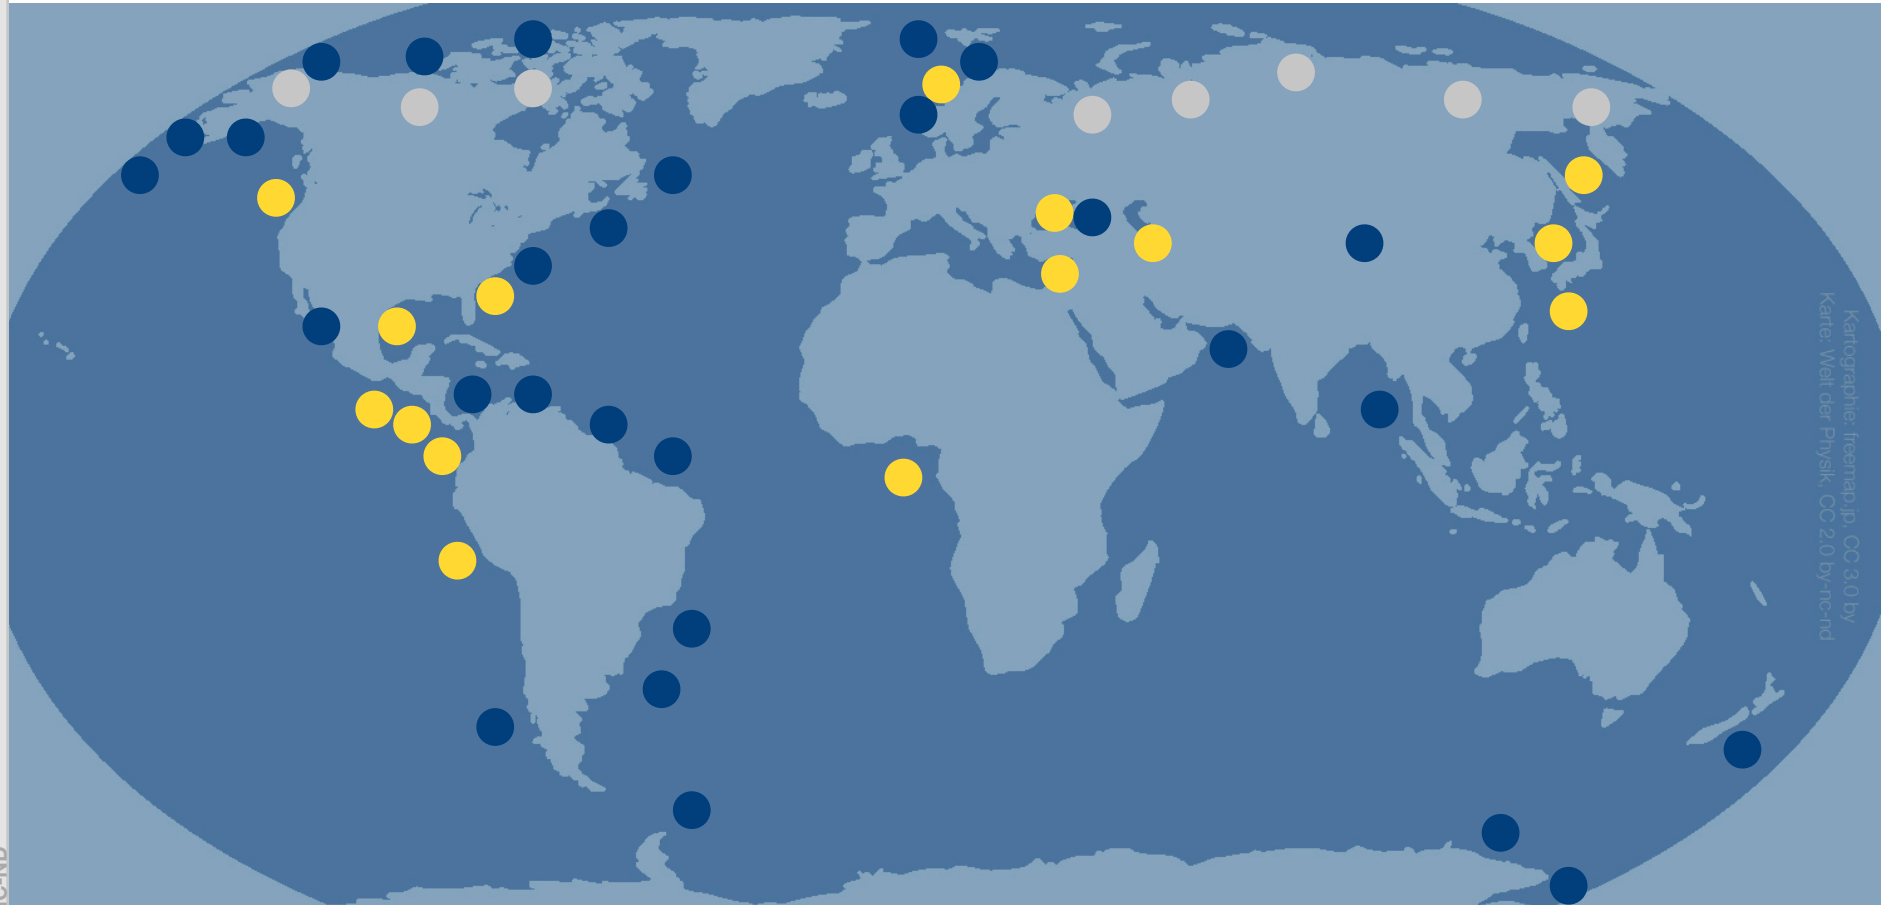 Kartographie: freemap.jp, CC 3.0 by
Karte: Welt der Physik, CC 2.0 by-nc-nd